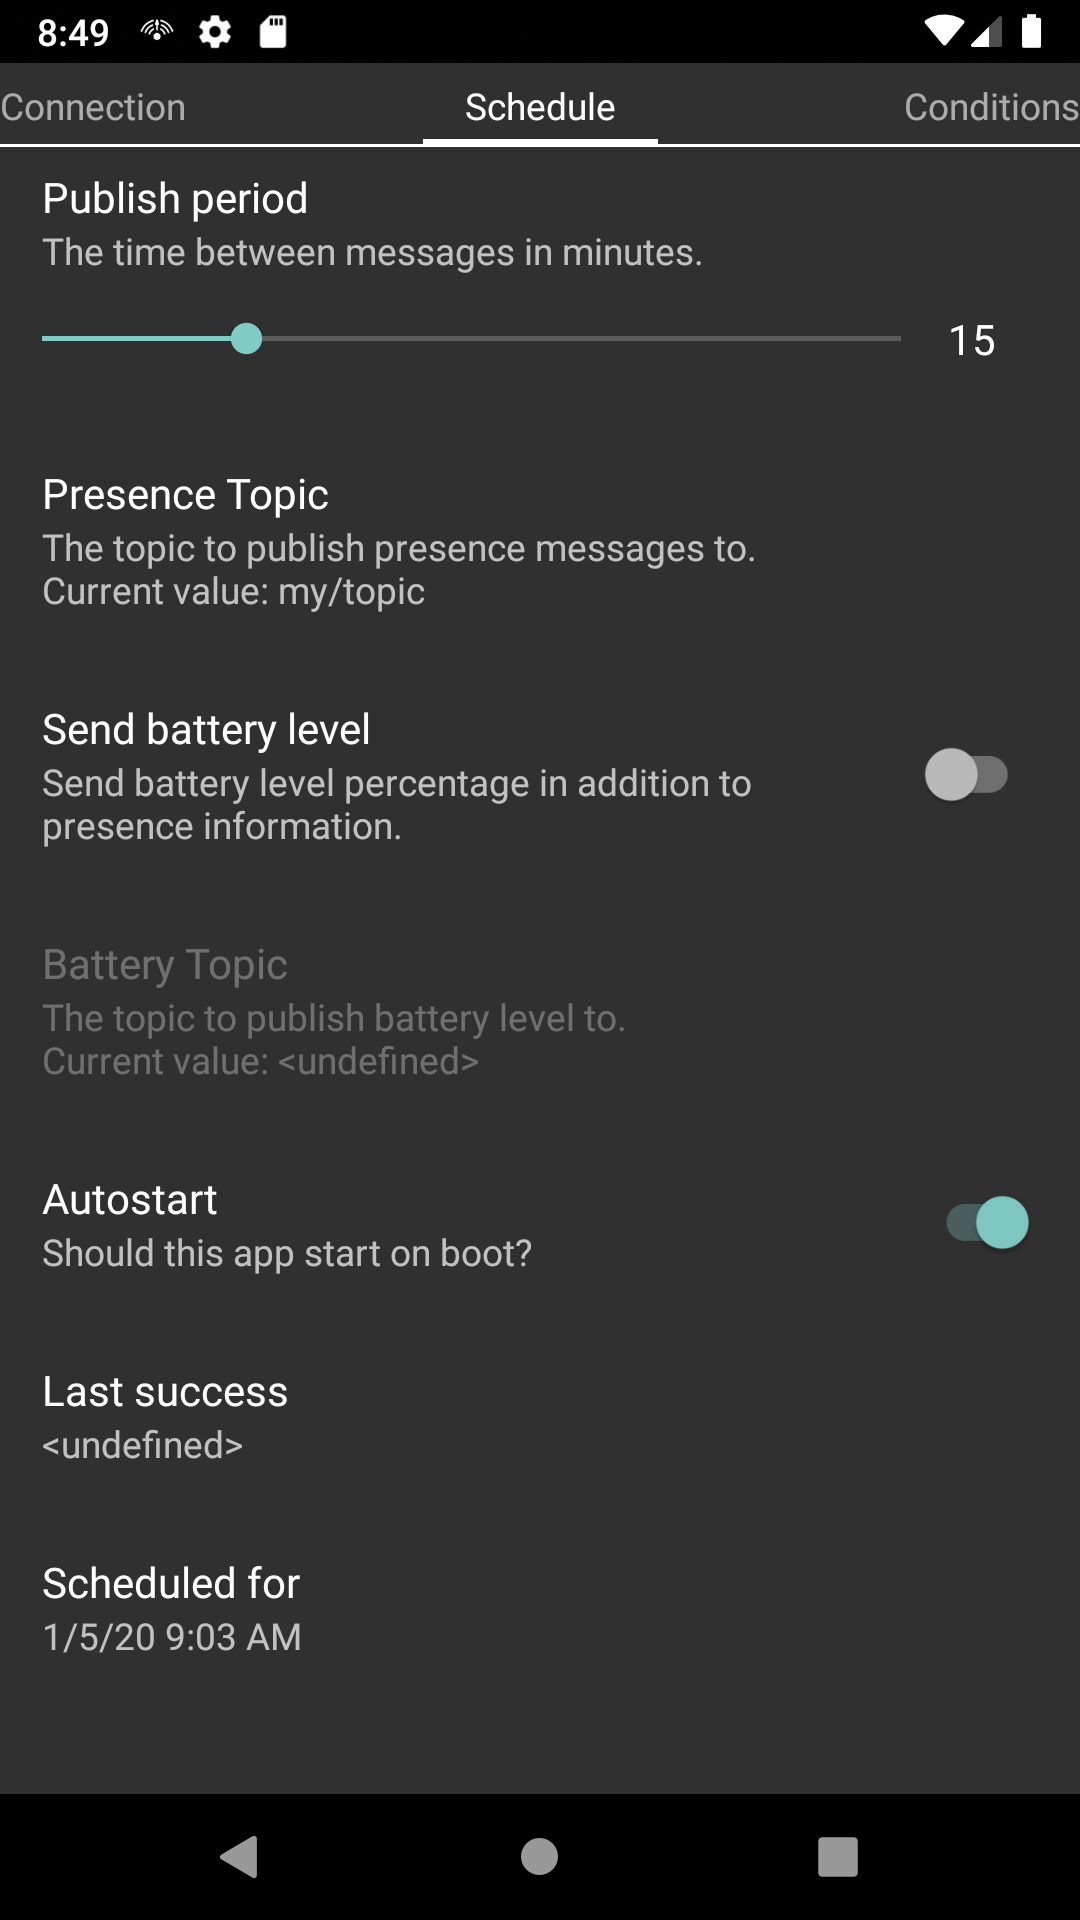 8:49
Connection
Schedule
Conditions
Publish period
The time between messages in minutes.
15
Presence Topic
The topic to publish presence messages to.
Current value: my/topic
Send battery level
Send battery level percentage in addition to
presence information.
Battery Topic
The topic to publish battery level to.
Current value: <undefined>
Autostart
Should this app start on boot?
Last success
<undefined>
Scheduled for
1/5/20 9:03 AM